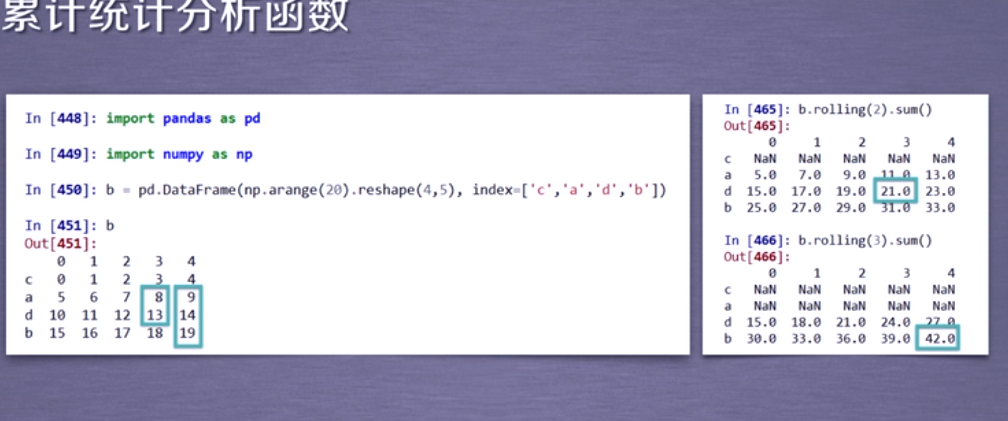 累计统计分析函数
In [448]: import pandas as pd
In [449]: import numpy as np
In [450]: b = pd.DataFrame(np.arange(20).reshape(4,5), index=['c','a','d','b'])
In [451]: b
Out[451]:
0 1 2 3 4
c 0 1 2 3 4
a 5 6 7 8 9
d 10 11 12 13 14
b 15 16 17 18 19
In [465]: b.rolling(2).sum()
Out[465]:
0 1 2 3 4
c NaN NaN NaN NaN NaN
a 5.0 7.0 9.0 11.0 13.0
d 15.0 17.0 19.0 21.0 23.0
b 25.0 27.0 29.0 31.0 33.0
In [466]: b.rolling(3).sum()
Out[466]:
0 1 2 3 4
c NaN NaN NaN NaN NaN
a NaN NaN NaN NaN NaN
d 15.0 18.0 21.0 24.0 27.0
b 30.0 33.0 36.0 39.0 42.0